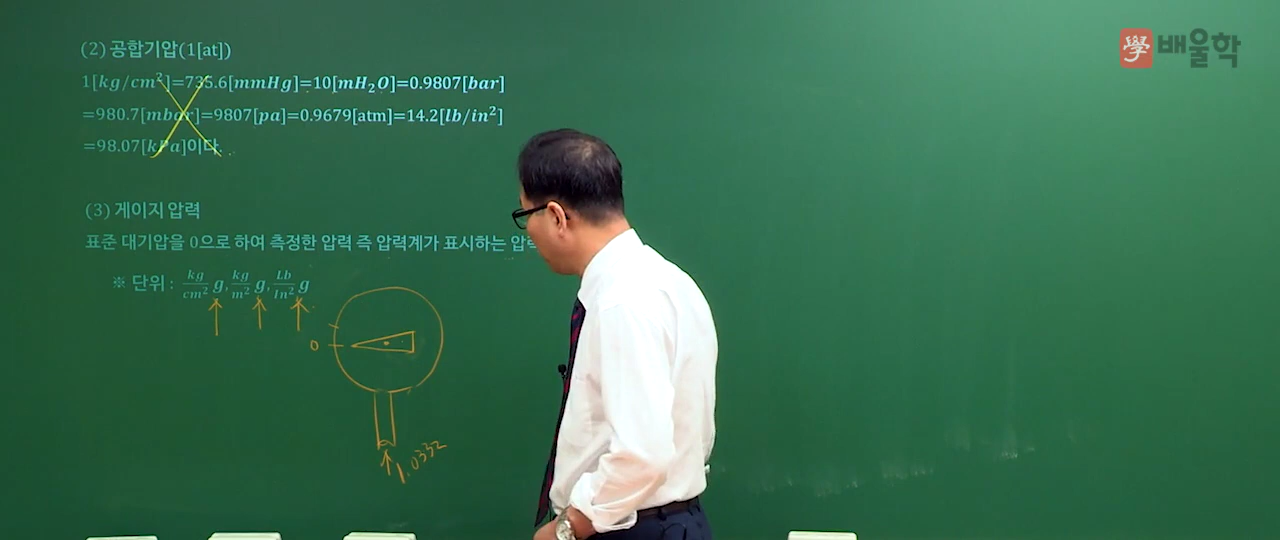 (2) 공합기압(1[at])
1[kg/cm²]=735.6[mmHg]=10[mH₂O]=0.9807[bar]
=980.7[mbar]=9807[pa]=0.9679[atm]=14.2[lb/in²]
=98.07[kPa]이다.
(3) 게이지 압력
표준 대기압을 0으로 하여 측정한 압력 즉 압력계가 표시하는 압력
※ 단위 : kg/cm² g, kg/m² g, Lb/In² g
0
1.0332
學 배울학